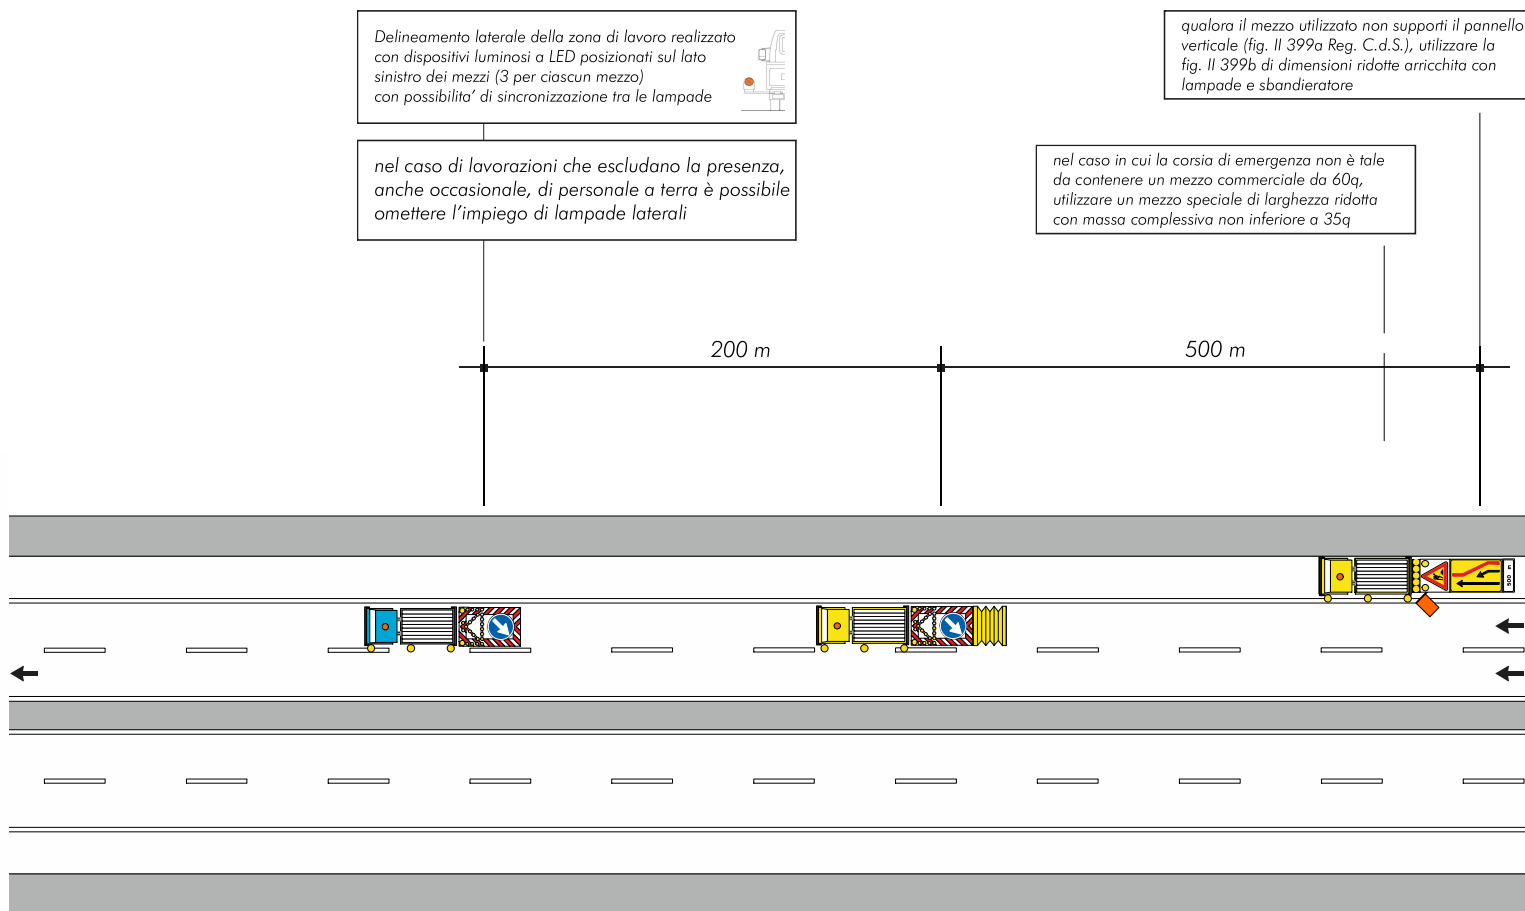 Delineamento laterale della zona di lavoro realizzato
con dispositivi luminosi a LED posizionati sul lato
sinistro dei mezzi (3 per ciascun mezzo)
con possibilita' di sincronizzazione tra le lampade
nel caso di lavorazioni che escludano la presenza,
anche occasionale, di personale a terra è possibile
omettere l'impiego di lampade laterali
qualora il mezzo utilizzato non supporti il pannello
verticale (fig. II 399a Reg. C.d.S.), utilizzare la
fig. II 399b di dimensioni ridotte arricchita con
lampade e sbandieratore
nel caso in cui la corsia di emergenza non è tale
da contenere un mezzo commerciale da 60q,
utilizzare un mezzo speciale di larghezza ridotta
con massa complessiva non inferiore a 35q
200 m
500 m
500 m